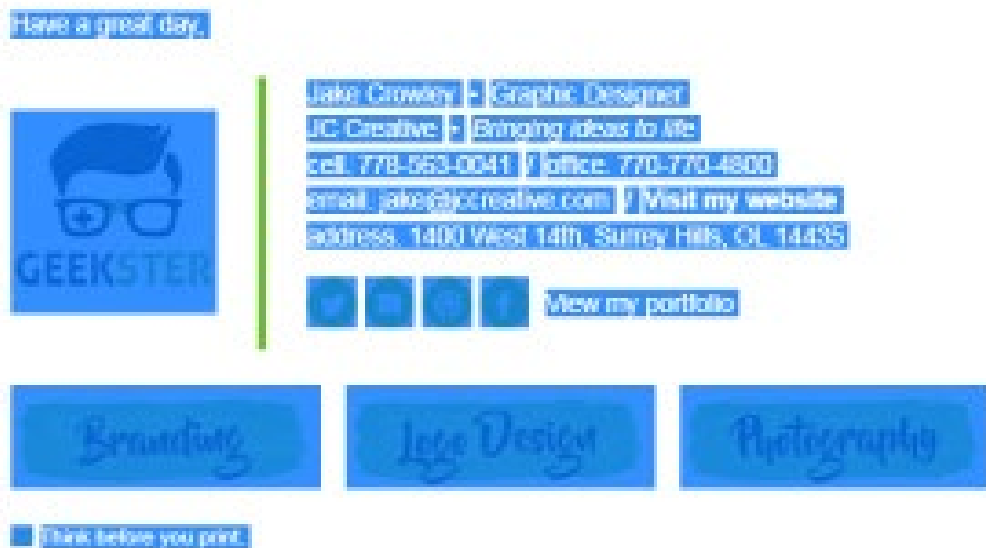 Have a great day,
Jake Crowley • Graphic Designer
JC Creative • Bringing ideas to life
cell. 778-553-0041 / office. 770-770-4800
email. jake@jccreative.com / Visit my website
address. 1400 West 14th, Surrey Hills, OL 14435
GEEKSTER
View my portfolio
Branding
Logo Design
Photography
Think before you print.